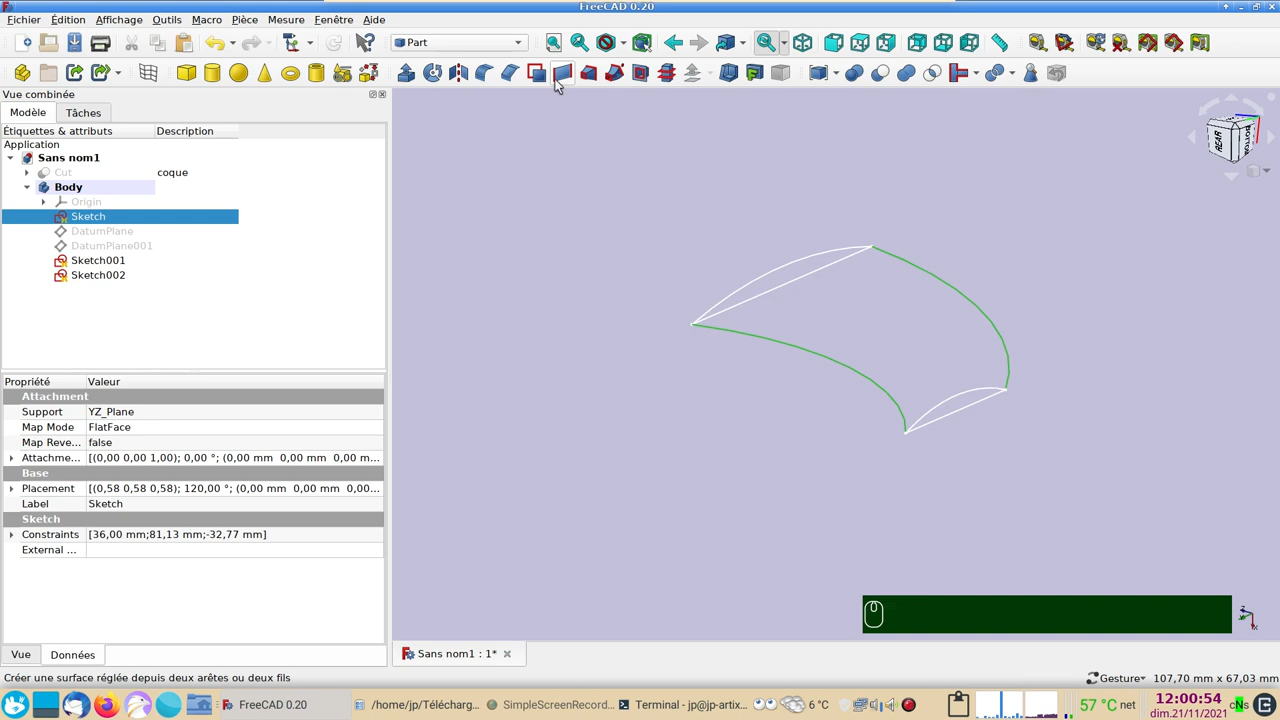 FreeCAD 0.20
Fichier Édition Affichage Outils Macro Pièce Mesure Fenêtre Aide
Part
Vue combinée
Modèle Tâches
Étiquettes & attributs Description
Application
Sans nom1
Cut coque
Body
Origin
Sketch
DatumPlane
DatumPlane001
Sketch001
Sketch002
REAR
Propriété Valeur
Attachment
Support YZ_Plane
Map Mode FlatFace
Map Reve... false
Attachme... [(0,00 0,00 1,00); 0,00 °; (0,00 mm 0,00 mm 0,00 m...
Base
Placement [(0,58 0,58 0,58); 120,00 °; (0,00 mm 0,00 mm 0,00...
Label Sketch
Sketch
Constraints [36,00 mm;81,13 mm;-32,77 mm]
External ...
Vue Données
Sans nom1 : 1*
Créer une surface réglée depuis deux arêtes ou deux fils
Gesture 107,70 mm x 67,03 mm
FreeCAD 0.20 /home/jp/Télécharg... SimpleScreenRecord... Terminal - jp@jp-artix... 6 °C 57 °C net 12:00:54
dim.21/11/2021